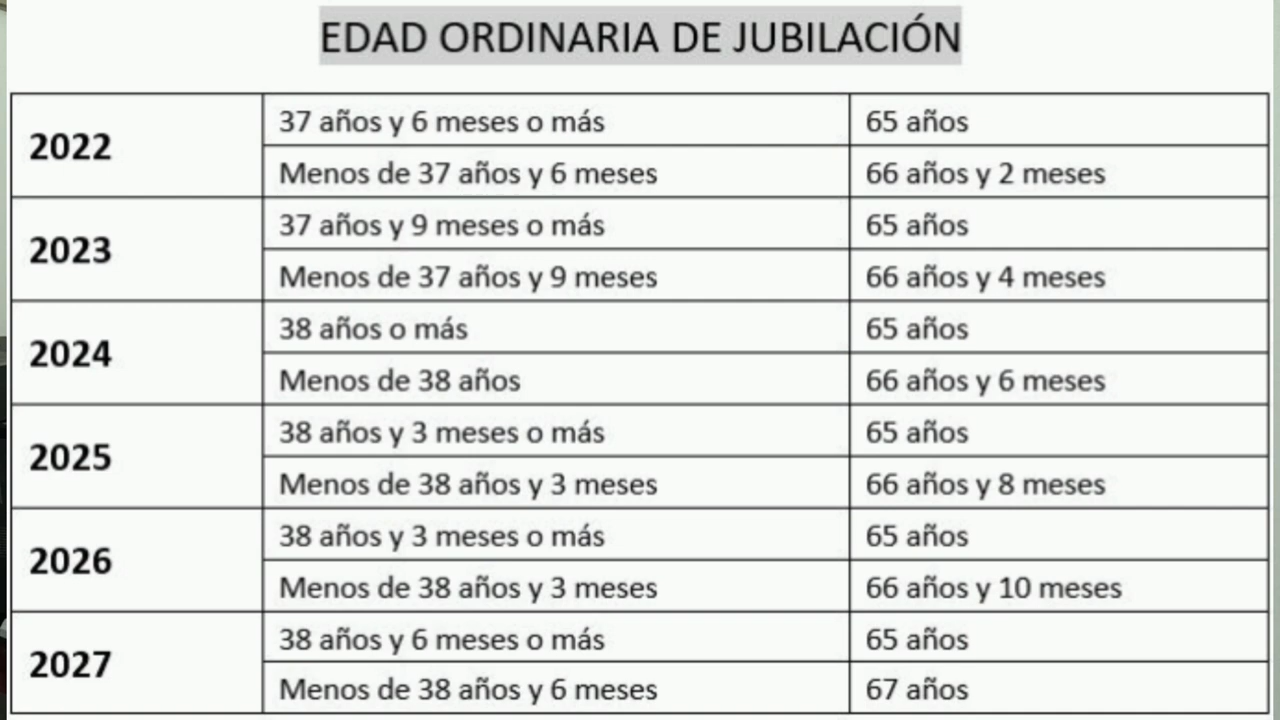 EDAD ORDINARIA DE JUBILACIÓN
2022
37 años y 6 meses o más
65 años
Menos de 37 años y 6 meses
66 años y 2 meses
2023
37 años y 9 meses o más
65 años
Menos de 37 años y 9 meses
66 años y 4 meses
2024
38 años o más
65 años
Menos de 38 años
66 años y 6 meses
2025
38 años y 3 meses o más
65 años
Menos de 38 años y 3 meses
66 años y 8 meses
2026
38 años y 3 meses o más
65 años
Menos de 38 años y 3 meses
66 años y 10 meses
2027
38 años y 6 meses o más
65 años
Menos de 38 años y 6 meses
67 años